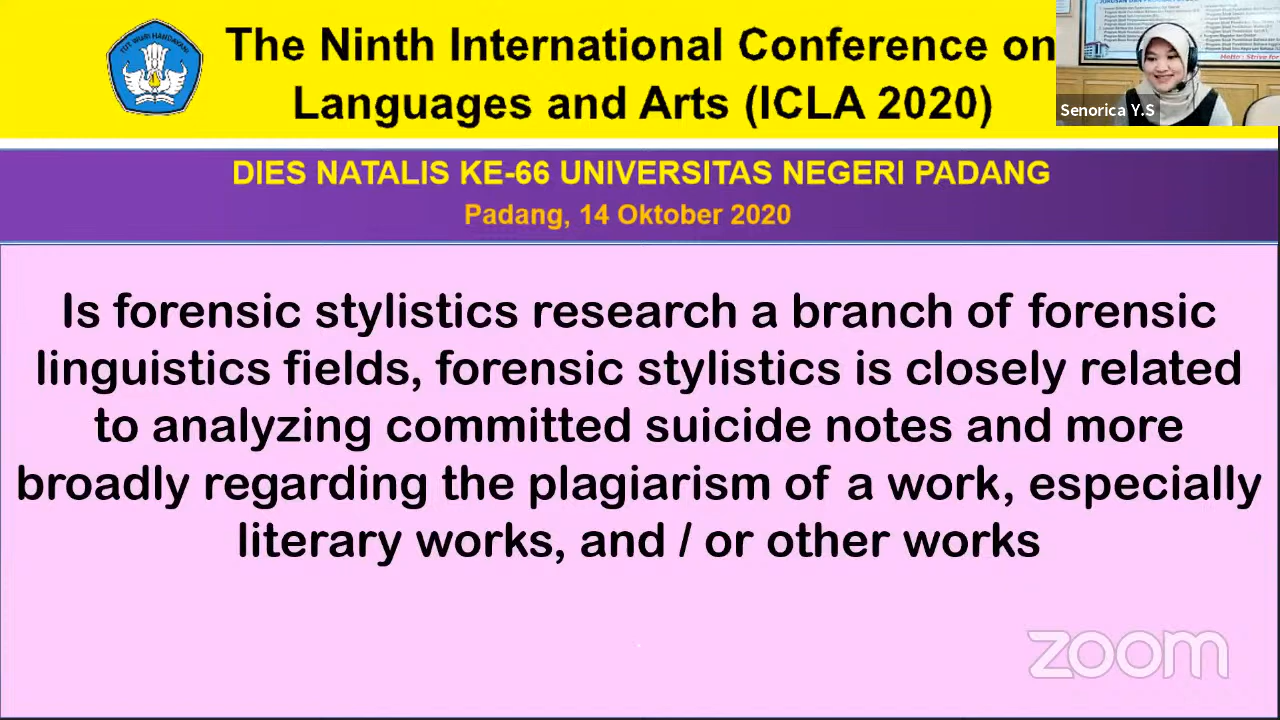 The Ninth International Conference on
Languages and Arts (ICLA 2020)
TUT WURI HANDAYANI
Senorica Y.S
DIES NATALIS KE-66 UNIVERSITAS NEGERI PADANG
Padang, 14 Oktober 2020
Is forensic stylistics research a branch of forensic
linguistics fields, forensic stylistics is closely related
to analyzing committed suicide notes and more
broadly regarding the plagiarism of a work, especially
literary works, and / or other works
zoom